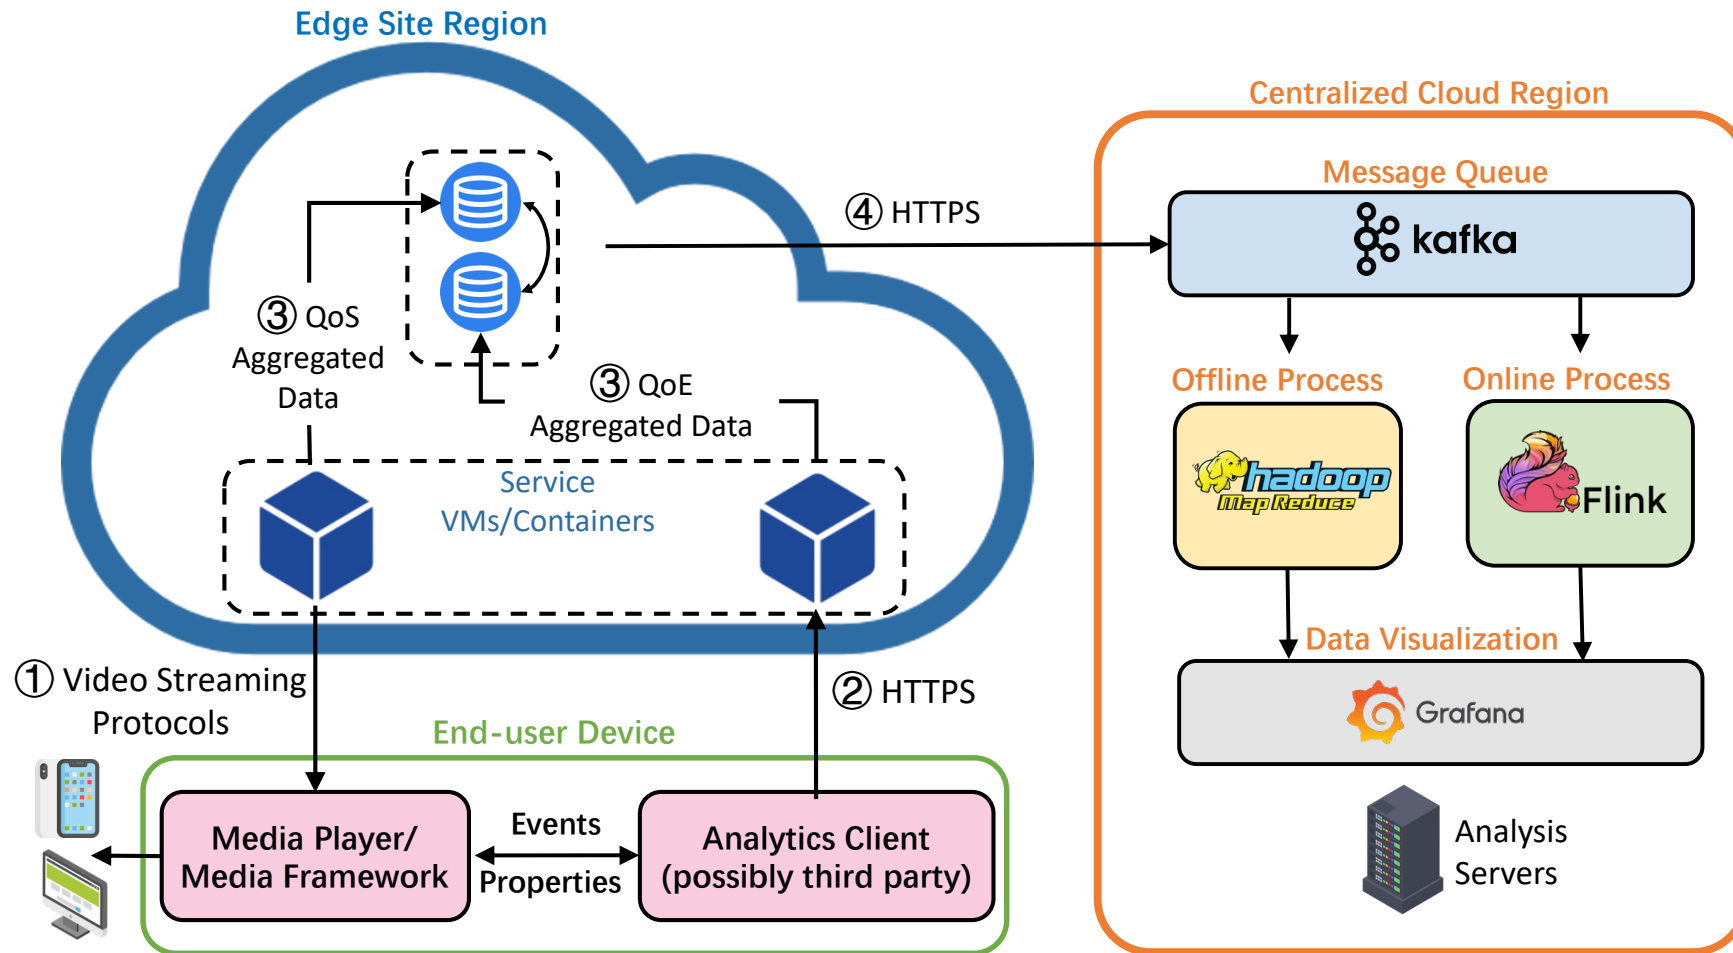 Edge Site Region
Centralized Cloud Region
Message Queue
kafka
④ HTTPS
③ QoS
Aggregated
Data
③ QoE
Aggregated Data
Offline Process
Online Process
hadoop
Map Reduce
Flink
Service
VMs/Containers
Data Visualization
Grafana
① Video Streaming
Protocols
② HTTPS
End-user Device
Media Player/
Media Framework
Events
Properties
Analytics Client
(possibly third party)
Analysis
Servers